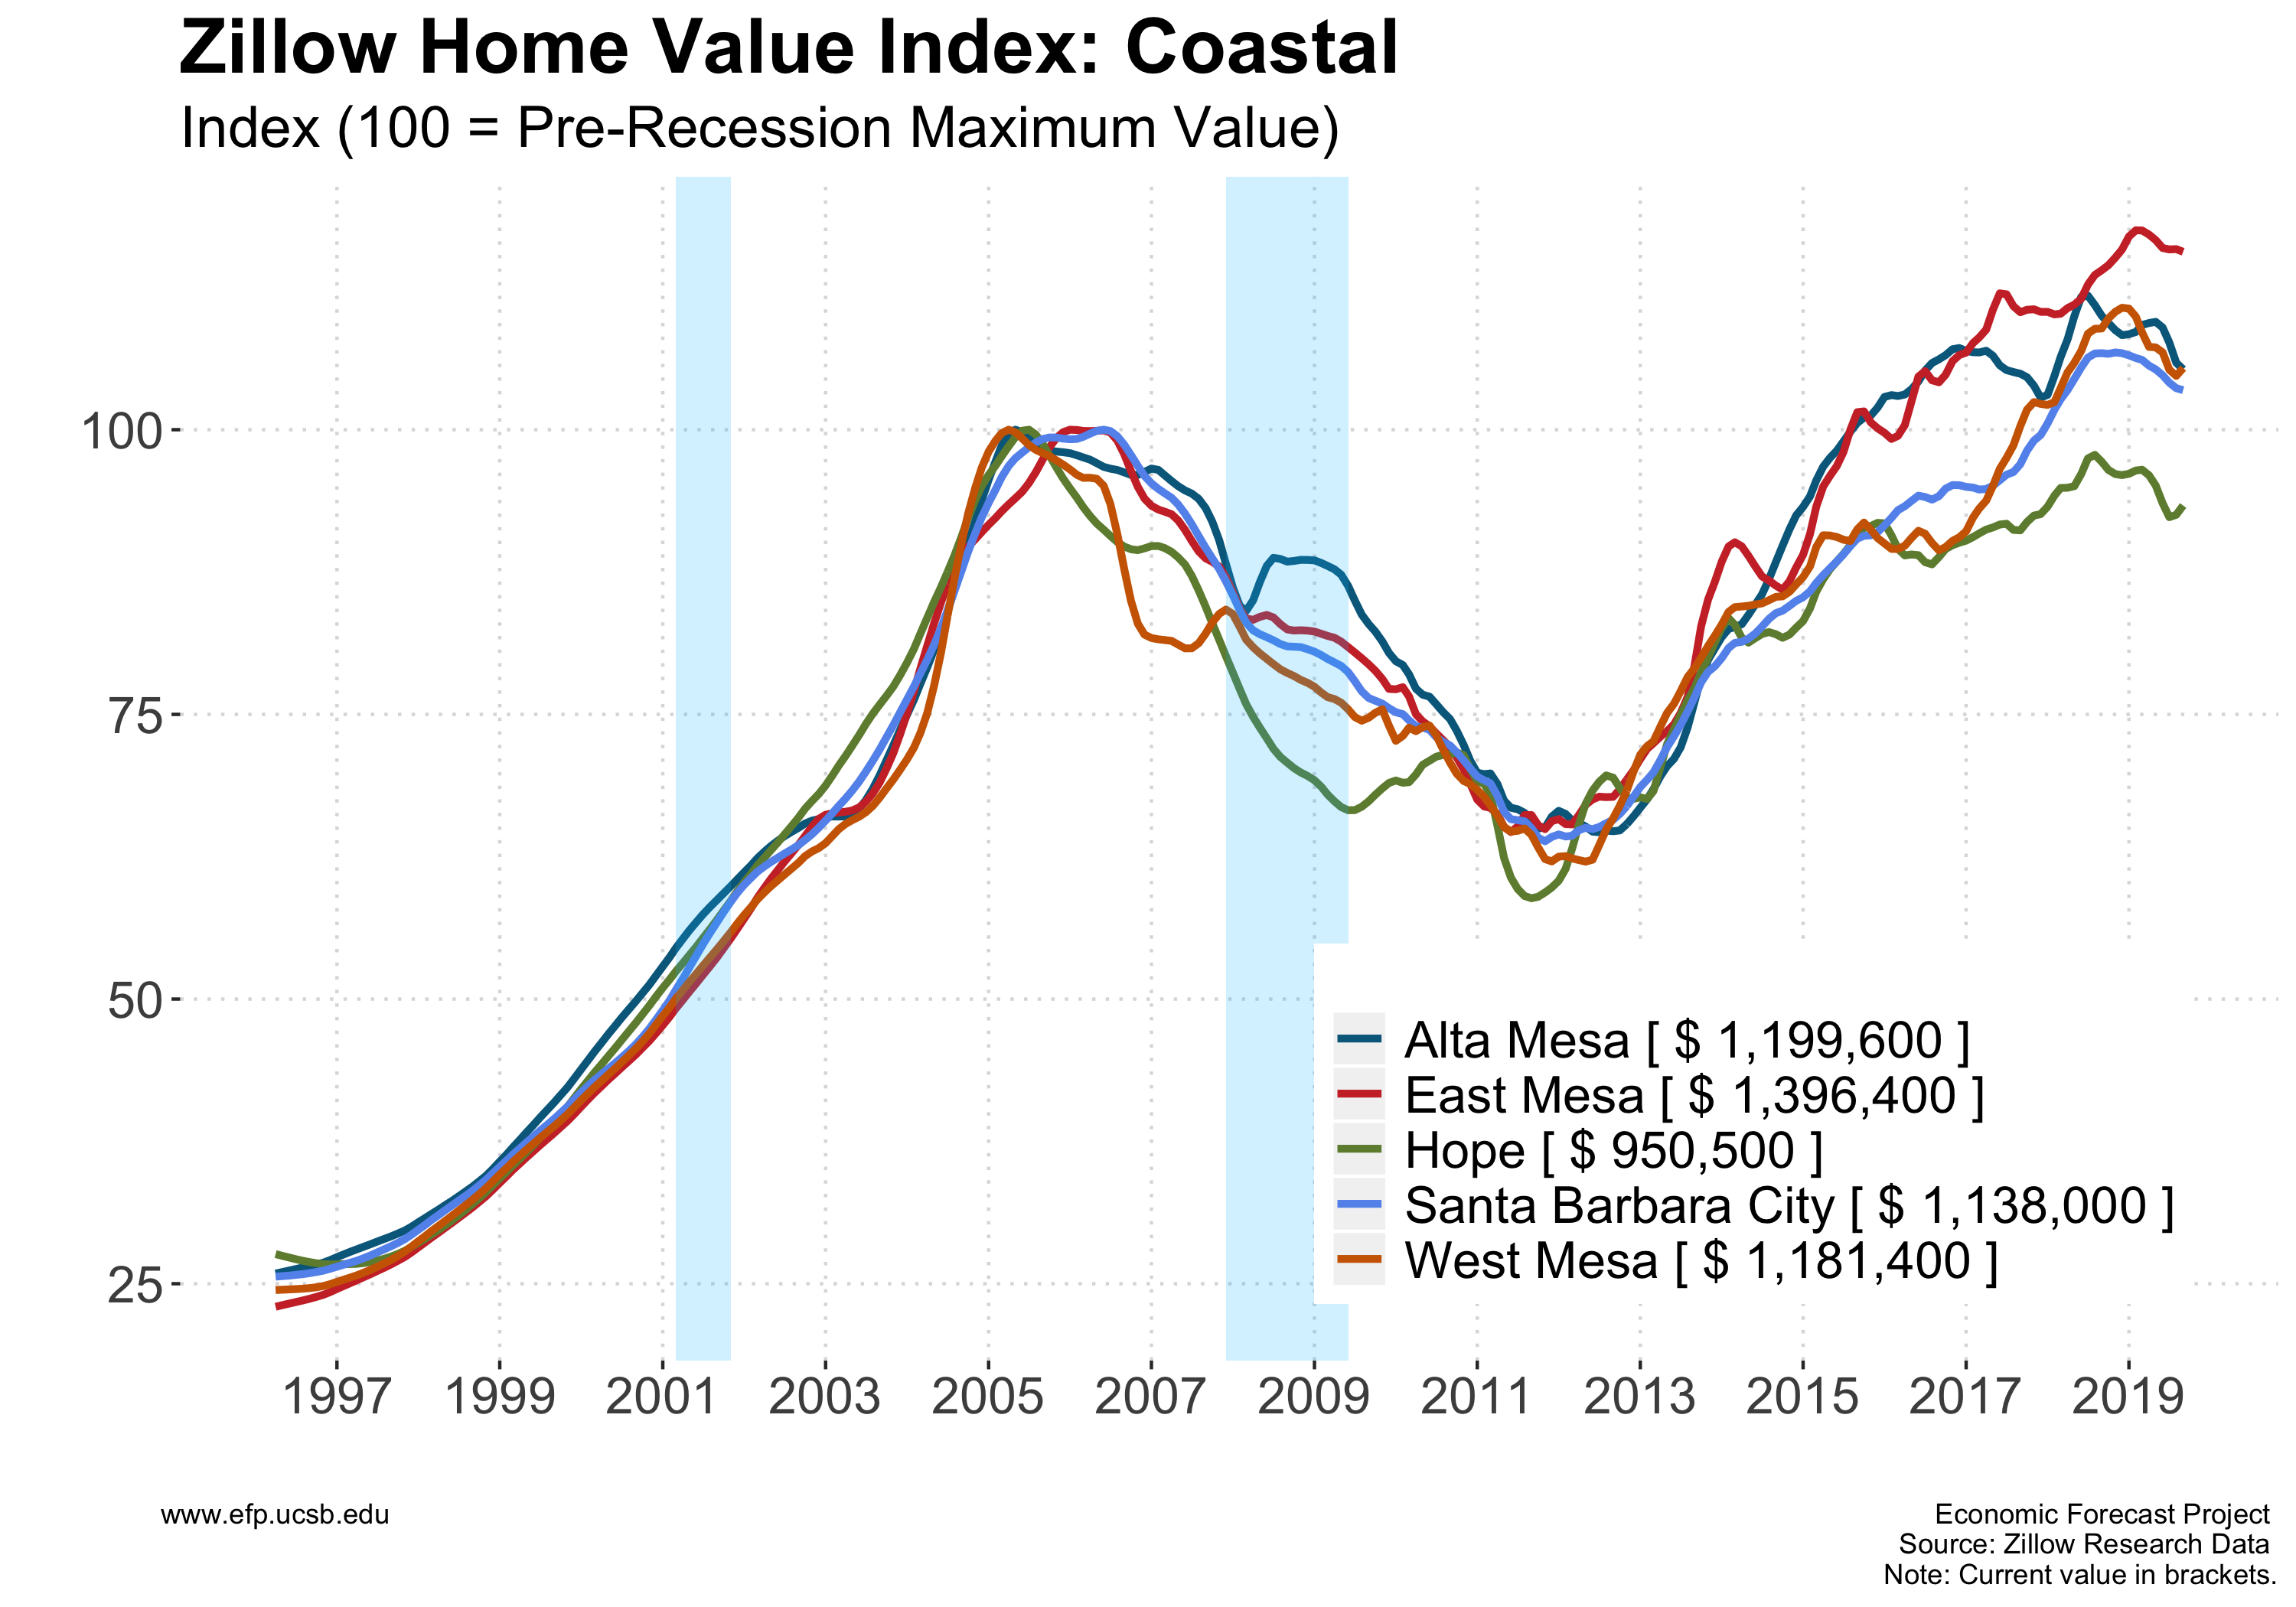 Zillow Home Value Index: Coastal
Index (100 = Pre-Recession Maximum Value)
100
75
50
25
Alta Mesa [ $ 1,199,600 ]
East Mesa [ $ 1,396,400 ]
Hope [ $ 950,500 ]
Santa Barbara City [ $ 1,138,000 ]
West Mesa [ $ 1,181,400 ]
1997 1999 2001 2003 2005 2007 2009 2011 2013 2015 2017 2019
www.efp.ucsb.edu
Economic Forecast Project
Source: Zillow Research Data
Note: Current value in brackets.